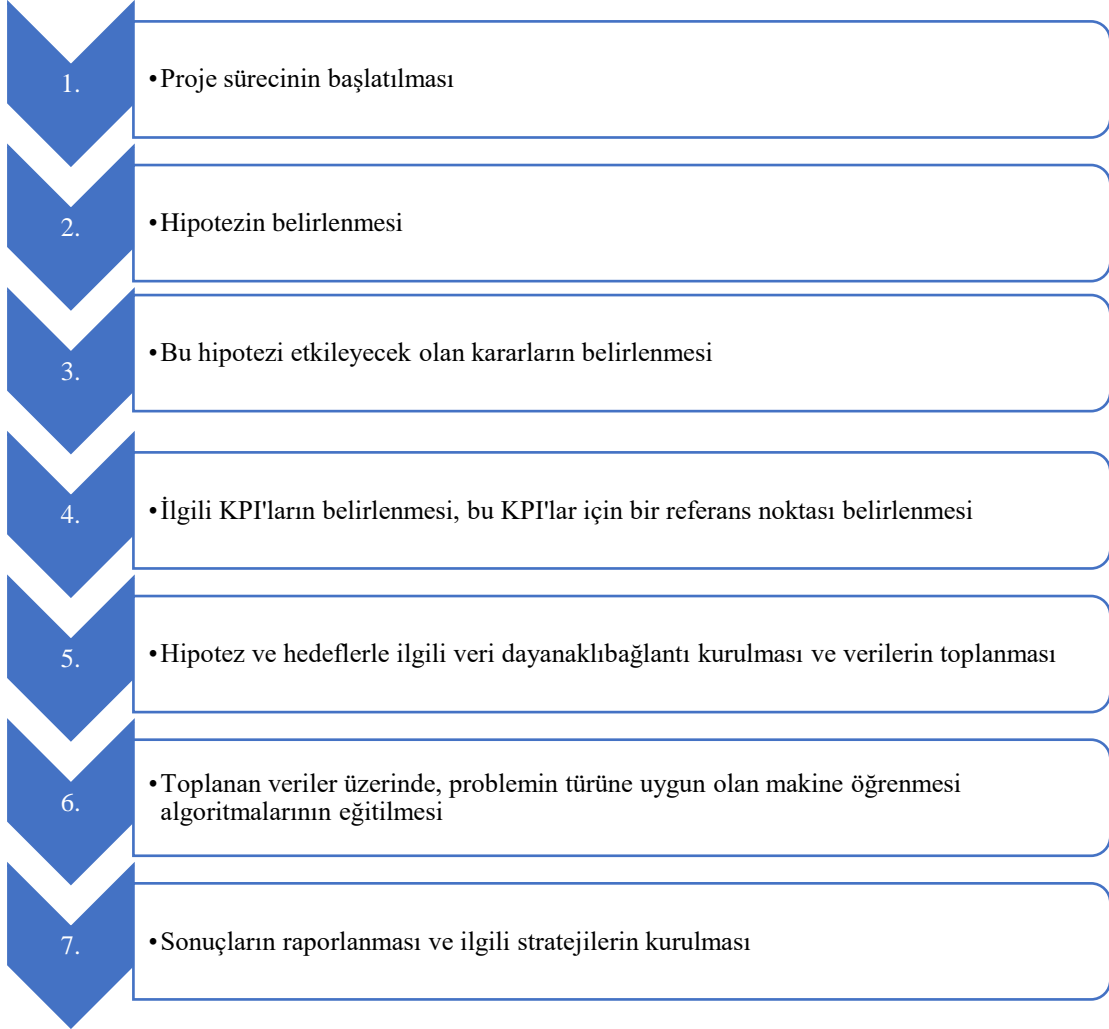 1.
•Proje sürecinin başlatılması
2.
•Hipotezin belirlenmesi
3.
•Bu hipotezi etkileyecek olan kararların belirlenmesi
4.
•İlgili KPI'ların belirlenmesi, bu KPI'lar için bir referans noktası belirlenmesi
5.
•Hipotez ve hedeflerle ilgili veri dayanaklıbağlantı kurulması ve verilerin toplanması
6.
•Toplanan veriler üzerinde, problemin türüne uygun olan makine öğrenmesi
algoritmalarının eğitilmesi
7.
•Sonuçların raporlanması ve ilgili stratejilerin kurulması